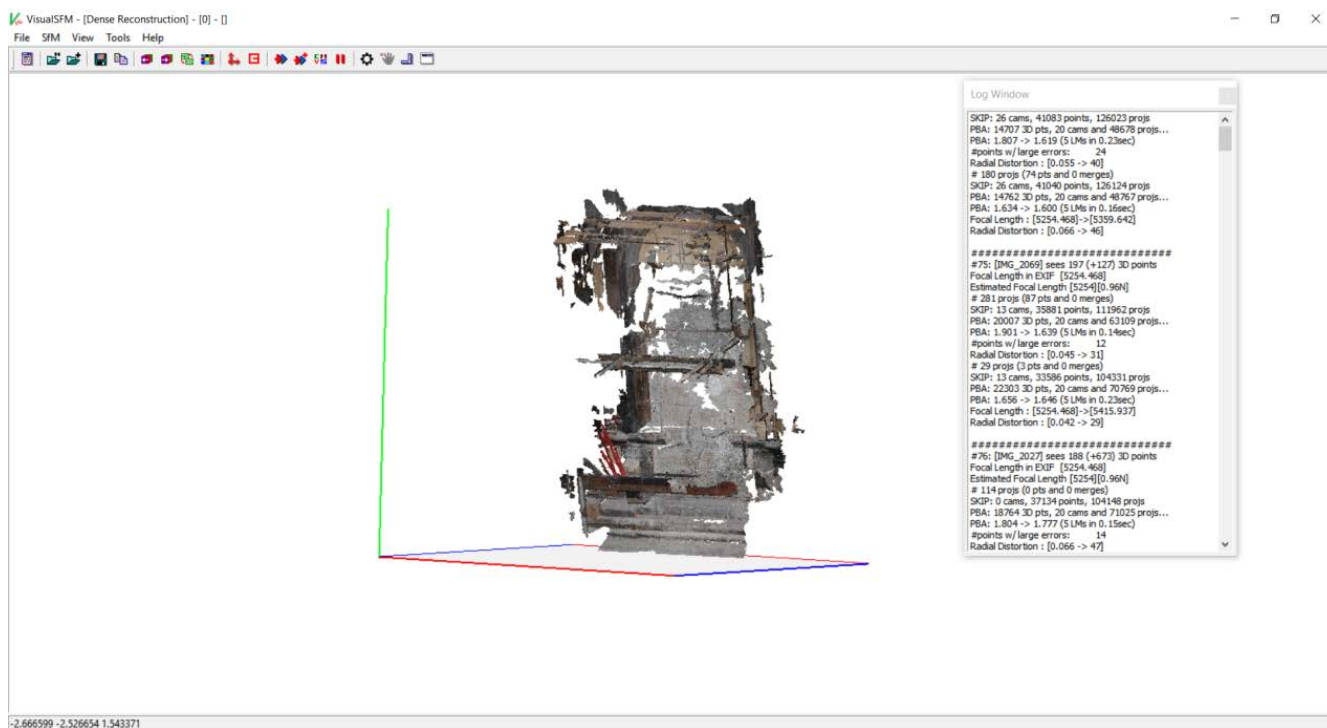 VisualSFM - [Dense Reconstruction] - [0] - []
File SfM View Tools Help
Log Window
SKIP: 26 cams, 41083 points, 126023 projs
PBA: 14707 3D pts, 20 cams and 48678 projs...
PBA: 1.807 -> 1.619 (5 LMs in 0.23sec)
#points w/ large errors: 24
Radial Distortion : [0.055 -> 40]
# 180 projs (74 pts and 0 merges)
SKIP: 26 cams, 41040 points, 126124 projs
PBA: 14762 3D pts, 20 cams and 48767 projs...
PBA: 1.634 -> 1.600 (5 LMs in 0.16sec)
Focal Length : [5254.468]->[5359.642]
Radial Distortion : [0.066 -> 46]
#############################
#75: [IMG_2069] sees 197 (+127) 3D points
Focal Length in EXIF [5254.468]
Estimated Focal Length [5254][0.96N]
# 281 projs (87 pts and 0 merges)
SKIP: 13 cams, 35881 points, 111962 projs
PBA: 20007 3D pts, 20 cams and 63109 projs...
PBA: 1.901 -> 1.639 (5 LMs in 0.14sec)
#points w/ large errors: 12
Radial Distortion : [0.045 -> 31]
# 29 projs (3 pts and 0 merges)
SKIP: 13 cams, 33586 points, 104331 projs
PBA: 22303 3D pts, 20 cams and 70769 projs...
PBA: 1.656 -> 1.646 (5 LMs in 0.23sec)
Focal Length : [5254.468]->[5415.937]
Radial Distortion : [0.042 -> 29]
#############################
#76: [IMG_2027] sees 188 (+673) 3D points
Focal Length in EXIF [5254.468]
Estimated Focal Length [5254][0.96N]
# 114 projs (0 pts and 0 merges)
SKIP: 0 cams, 37134 points, 104148 projs
PBA: 18764 3D pts, 20 cams and 71025 projs...
PBA: 1.804 -> 1.777 (5 LMs in 0.15sec)
#points w/ large errors: 14
Radial Distortion : [0.066 -> 47]
-2.666599 -2.526654 1.543371